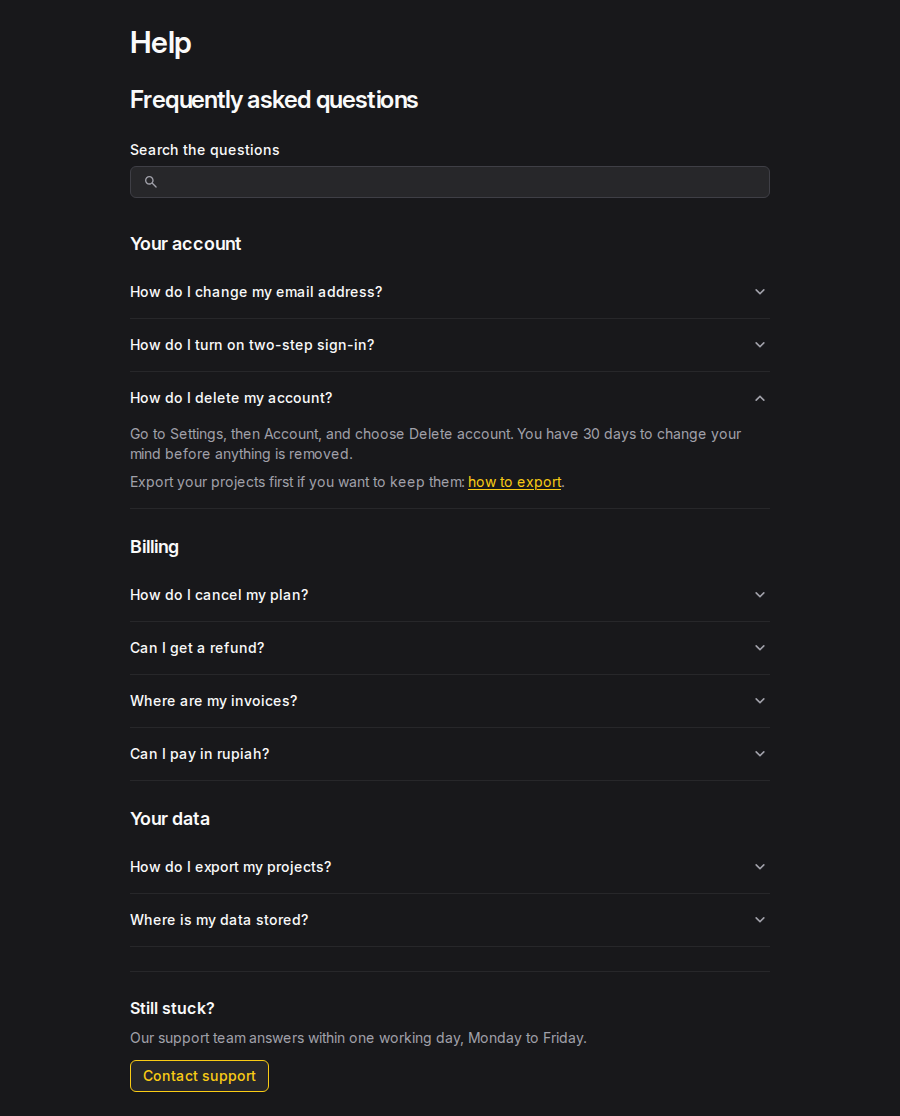 Help
Frequently asked questions
Search the questions
Your account
How do I change my email address?
How do I turn on two-step sign-in?
How do I delete my account?
Go to Settings, then Account, and choose Delete account. You have 30 days to change your
mind before anything is removed.
Export your projects first if you want to keep them: how to export.
Billing
How do I cancel my plan?
Can I get a refund?
Where are my invoices?
Can I pay in rupiah?
Your data
How do I export my projects?
Where is my data stored?
Still stuck?
Our support team answers within one working day, Monday to Friday.
Contact support